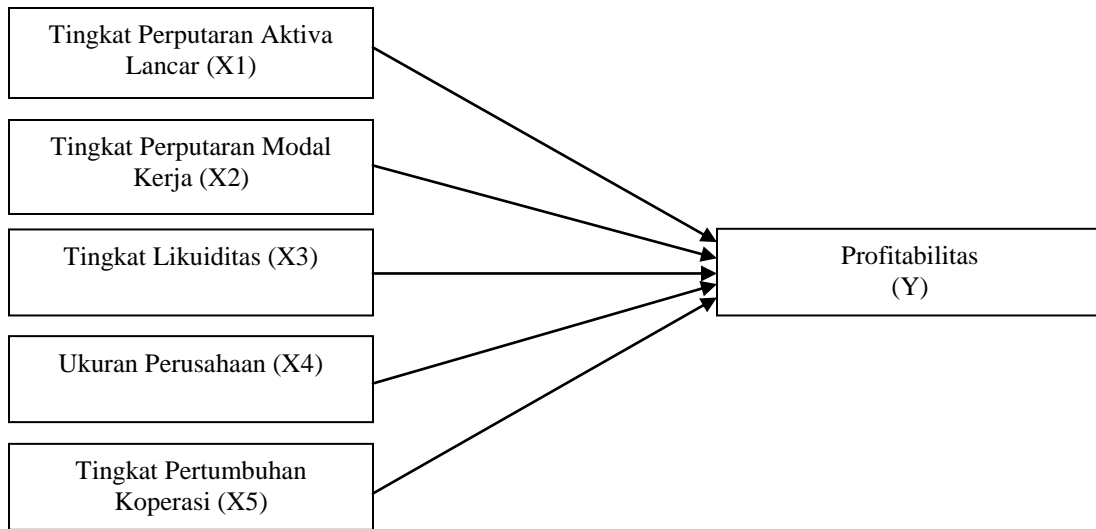 Tingkat Perputaran Aktiva
Lancar (X1)
Tingkat Perputaran Modal
Kerja (X2)
Tingkat Likuiditas (X3)
Ukuran Perusahaan (X4)
Tingkat Pertumbuhan
Koperasi (X5)
Profitabilitas
(Y)